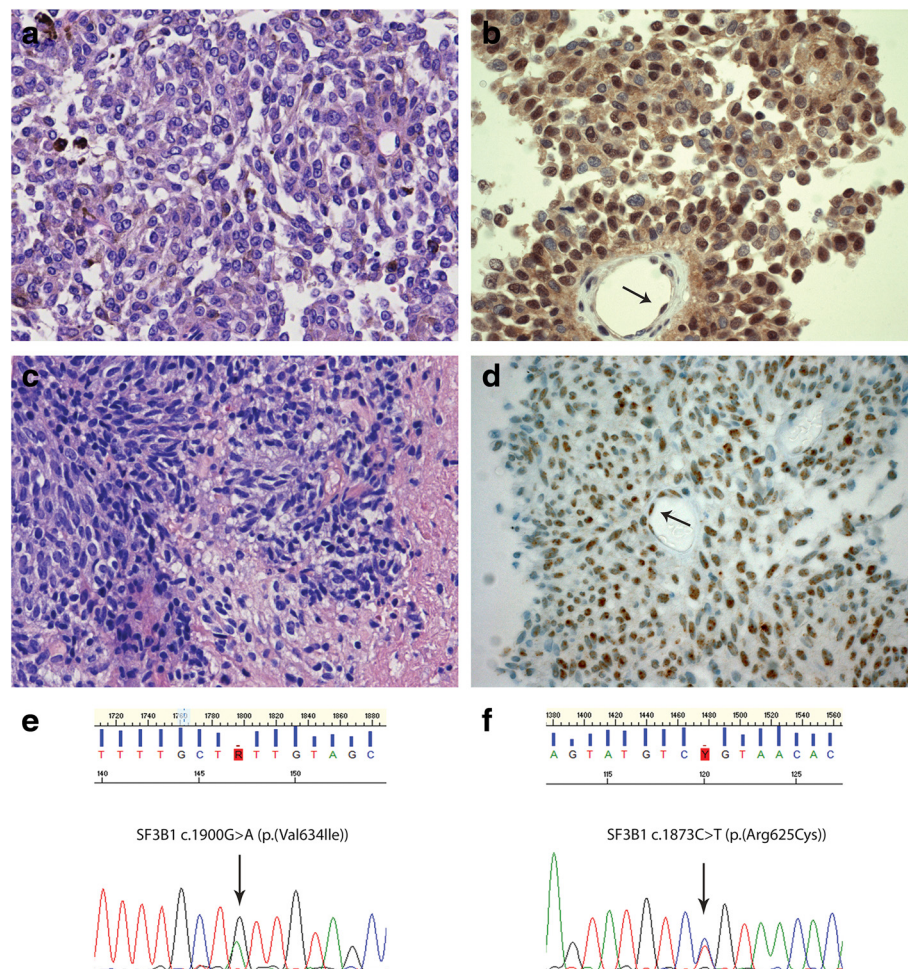 a
b
c
d
e
1720 1740 1760 1780 1800 1820 1840 1860 1880
T T T T G C T R T T G T A G C
140 145 150
SF3B1 c.1900G>A (p.(Val634Ile))
f
1380 1400 1420 1440 1460 1480 1500 1520 1540 1560
A G T A T G T C Y G T A A C A C
115 120 125
SF3B1 c.1873C>T (p.(Arg625Cys))